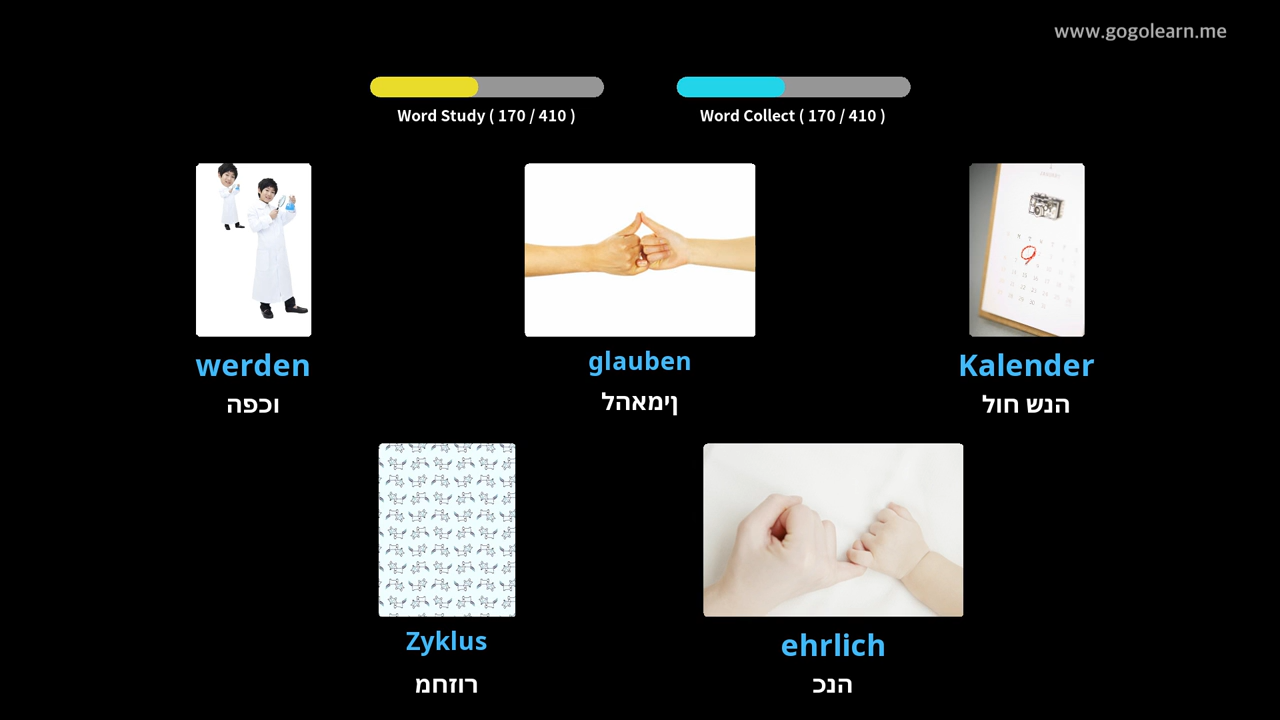 www.gogolearn.me
Word Study ( 170 / 410 )
Word Collect ( 170 / 410 )
werden
וכפה
glauben
ןימאהל
Kalender
הנש חול
Zyklus
רוזחמ
ehrlich
הנכ